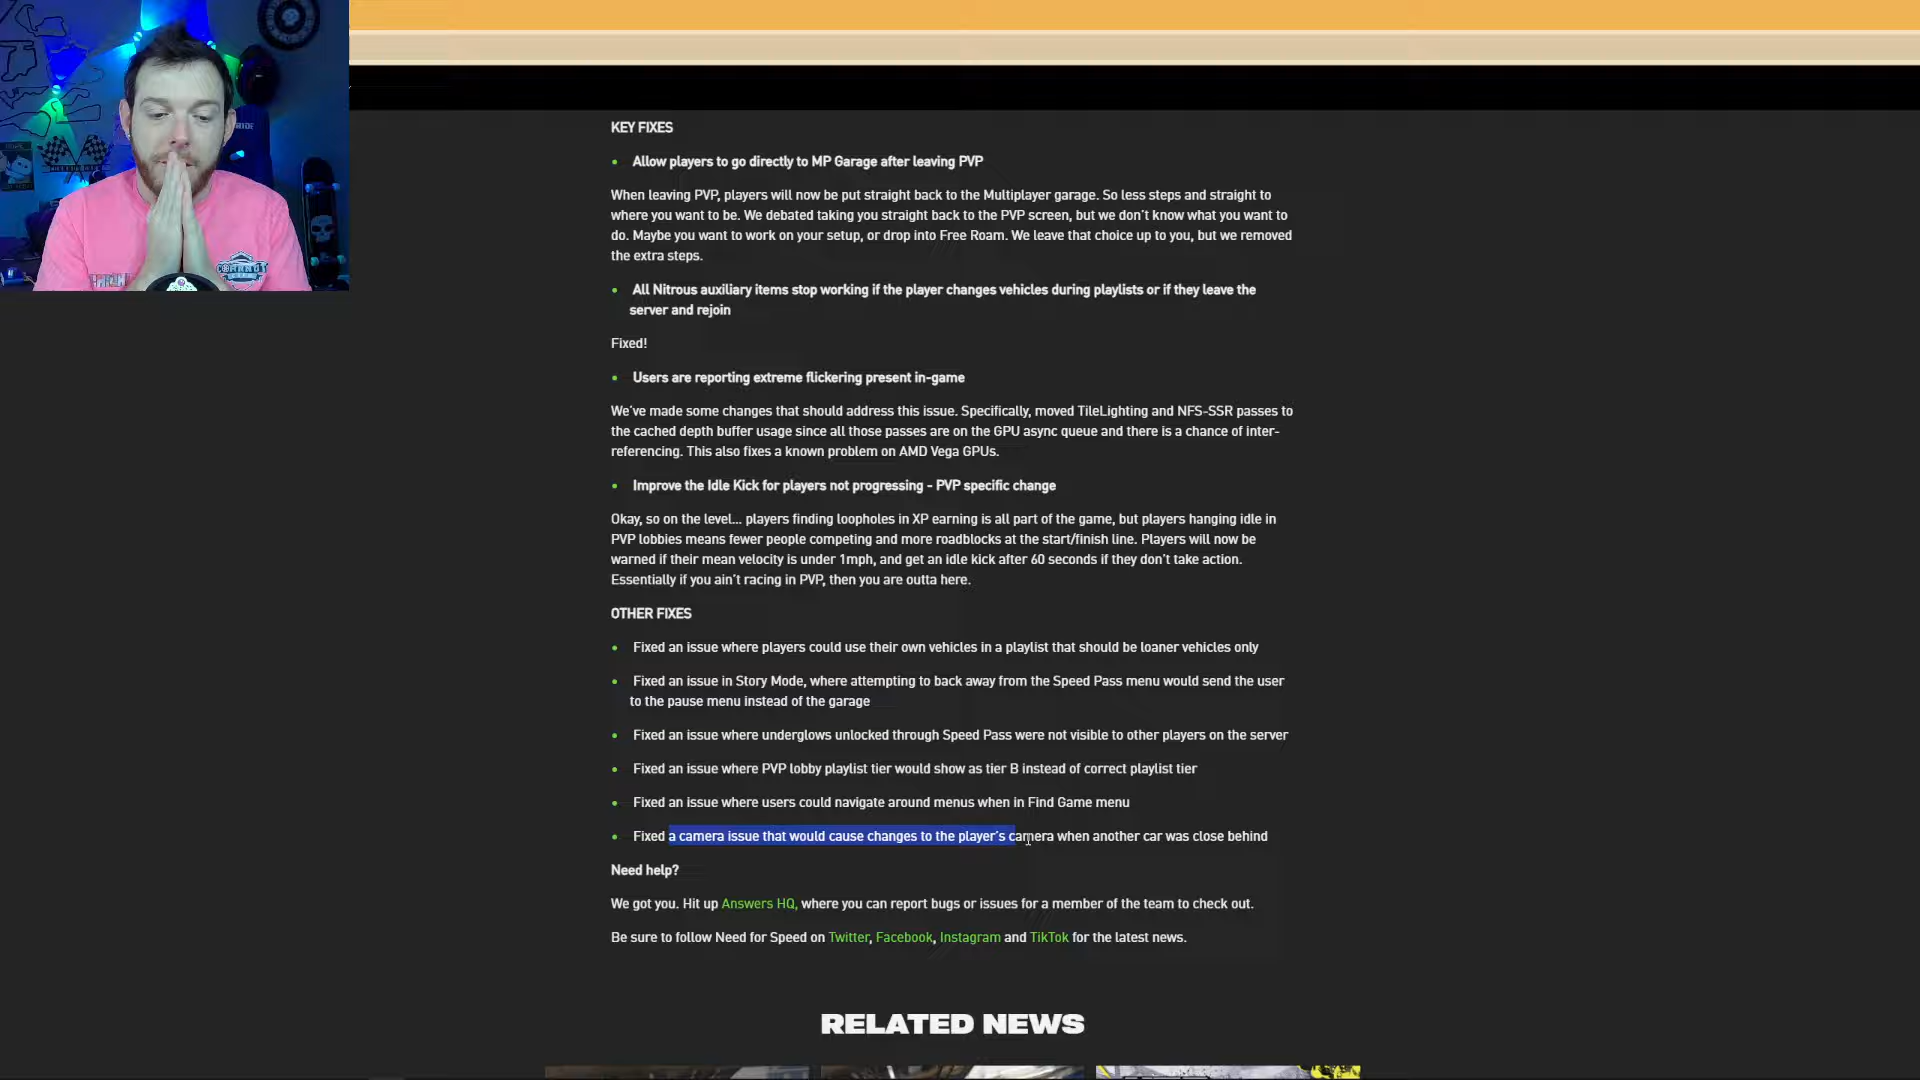 KEY FIXES
Allow players to go directly to MP Garage after leaving PVP
When leaving PVP, players will now be put straight back to the Multiplayer garage. So less steps and straight to
where you want to be. We debated taking you straight back to the PVP screen, but we don't know what you want to
do. Maybe you want to work on your setup, or drop into Free Roam. We leave that choice up to you, but we removed
the extra steps.
All Nitrous auxiliary items stop working if the player changes vehicles during playlists or if they leave the
server and rejoin
Fixed!
Users are reporting extreme flickering present in-game
We've made some changes that should address this issue. Specifically, moved TileLighting and NFS-SSR passes to
the cached depth buffer usage since all those passes are on the GPU async queue and there is a chance of inter-
referencing. This also fixes a known problem on AMD Vega GPUs.
Improve the Idle Kick for players not progressing - PVP specific change
Okay, so on the level... players finding loopholes in XP earning is all part of the game, but players hanging idle in
PVP lobbies means fewer people competing and more roadblocks at the start/finish line. Players will now be
warned if their mean velocity is under 1mph, and get an idle kick after 60 seconds if they don't take action.
Essentially if you ain't racing in PVP, then you are outta here.
OTHER FIXES
Fixed an issue where players could use their own vehicles in a playlist that should be loaner vehicles only
Fixed an issue in Story Mode, where attempting to back away from the Speed Pass menu would send the user
to the pause menu instead of the garage
Fixed an issue where underglows unlocked through Speed Pass were not visible to other players on the server
Fixed an issue where PVP lobby playlist tier would show as tier B instead of correct playlist tier
Fixed an issue where users could navigate around menus when in Find Game menu
Fixed a camera issue that would cause changes to the player's camera when another car was close behind
Need help?
We got you. Hit up Answers HQ, where you can report bugs or issues for a member of the team to check out.
Be sure to follow Need for Speed on Twitter, Facebook, Instagram and TikTok for the latest news.
RELATED NEWS